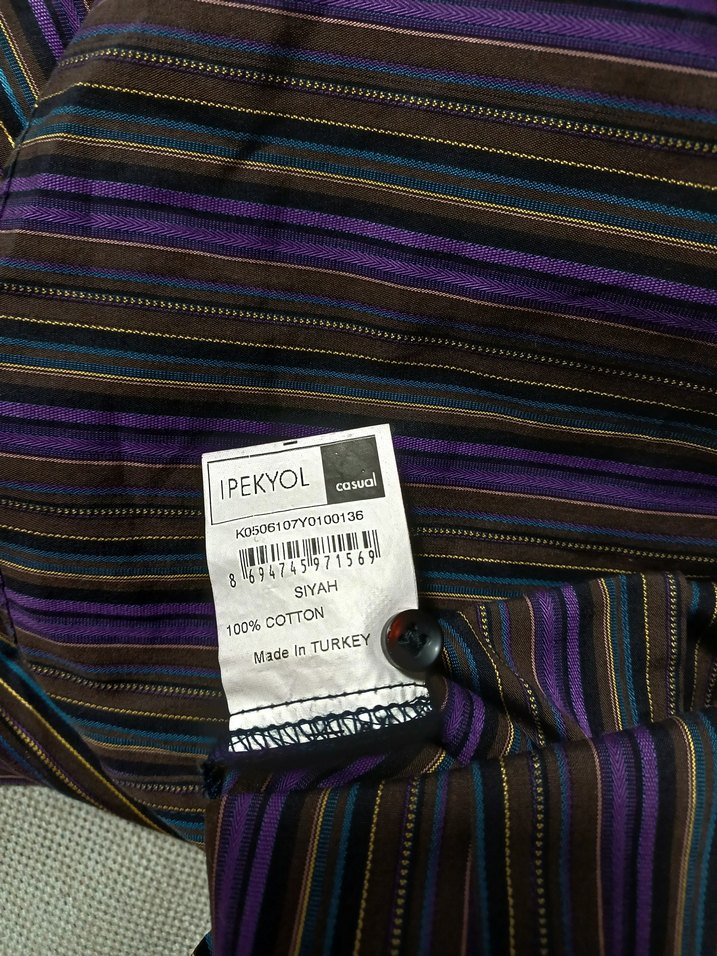 IPEKYOL casual
K0506107Y0100136
8 694745 971569
SIYAH
100% COTTON
Made In TURKEY